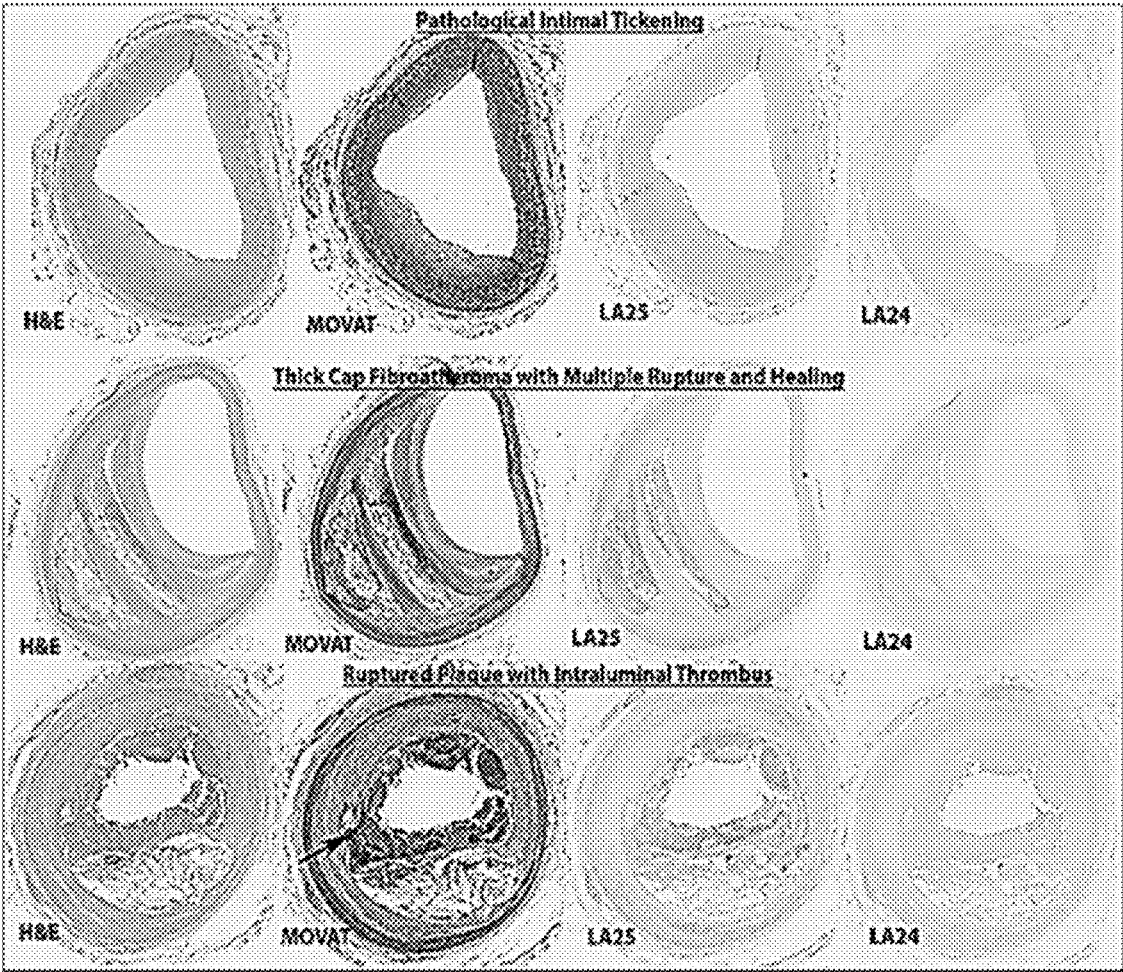 Pathological Intimal Tickening
H&E MOVAT LA25 LA24
Thick Cap Fibroatheroma with Multiple Rupture and Healing
H&E MOVAT LA25 LA24
Ruptured Plaque with Intraluminal Thrombus
H&E MOVAT LA25 LA24